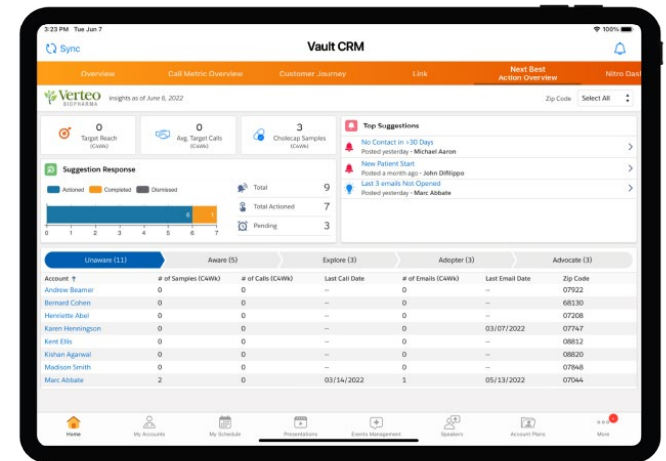 3:23 PM Tue Jun 7
100%
Sync
Vault CRM
Overview
Call Metric Overview
Customer Journey
Link
Next Best
Action Overview
Nitro Das
Verteo
BIOPHARMA
Insights as of June 6, 2022
Zip Code
Select All
0
Target Reach
(C4Wk)
0
Avg. Target Calls
(C4Wk)
3
Cholecap Samples
(C4Wk)
Top Suggestions
No Contact in >30 Days
Posted yesterday - Michael Aaron
New Patient Start
Posted a month ago - John Diffilippo
Last 3 emails Not Opened
Posted yesterday - Marc Abbate
Suggestion Response
Actioned Completed Dismissed
6 1
0 1 2 3 4 5 6 7
Total 9
Total Actioned 7
Pending 3
Unaware (11) Aware (5) Explore (3) Adopter (3) Advocate (3)
Account ↑ # of Samples (C4Wk) # of Calls (C4Wk) Last Call Date # of Emails (C4Wk) Last Email Date Zip Code
Andrew Beamer 0 0 -- 0 -- 07922
Bernard Cohen 0 0 -- 0 -- 68130
Henriette Abel 0 0 -- 0 -- 07208
Karen Henningson 0 0 -- 0 03/07/2022 07747
Kent Ellis 0 0 -- 0 -- 08812
Kishan Agarwal 0 0 -- 0 -- 08820
Madison Smith 0 0 -- 0 -- 07848
Marc Abbate 2 0 03/14/2022 1 05/13/2022 07044
Home
My Accounts
My Schedule
Presentations
Events Management
Speakers
Account Plans
More